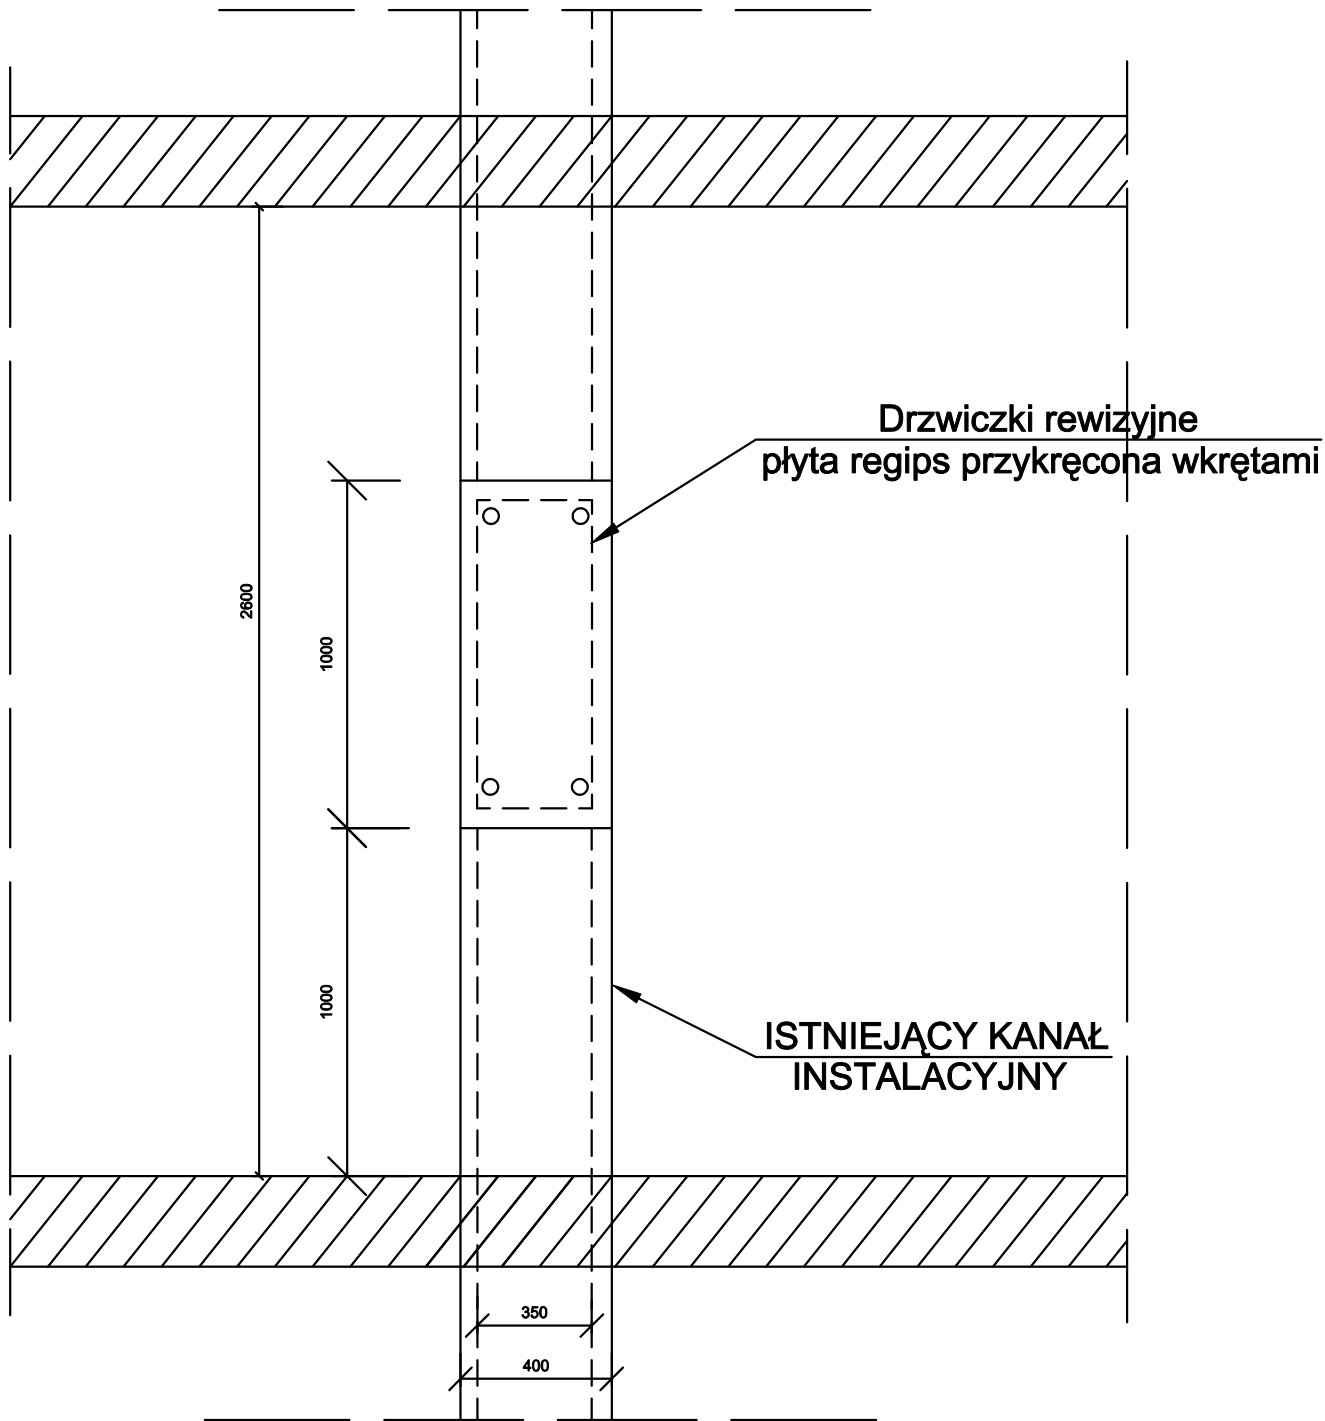 Drzwiczki rewizyjne
płyta regips przykręcona wkrętami
2600
1000
1000
ISTNIEJĄCY KANAŁ
INSTALACYJNY
350
400